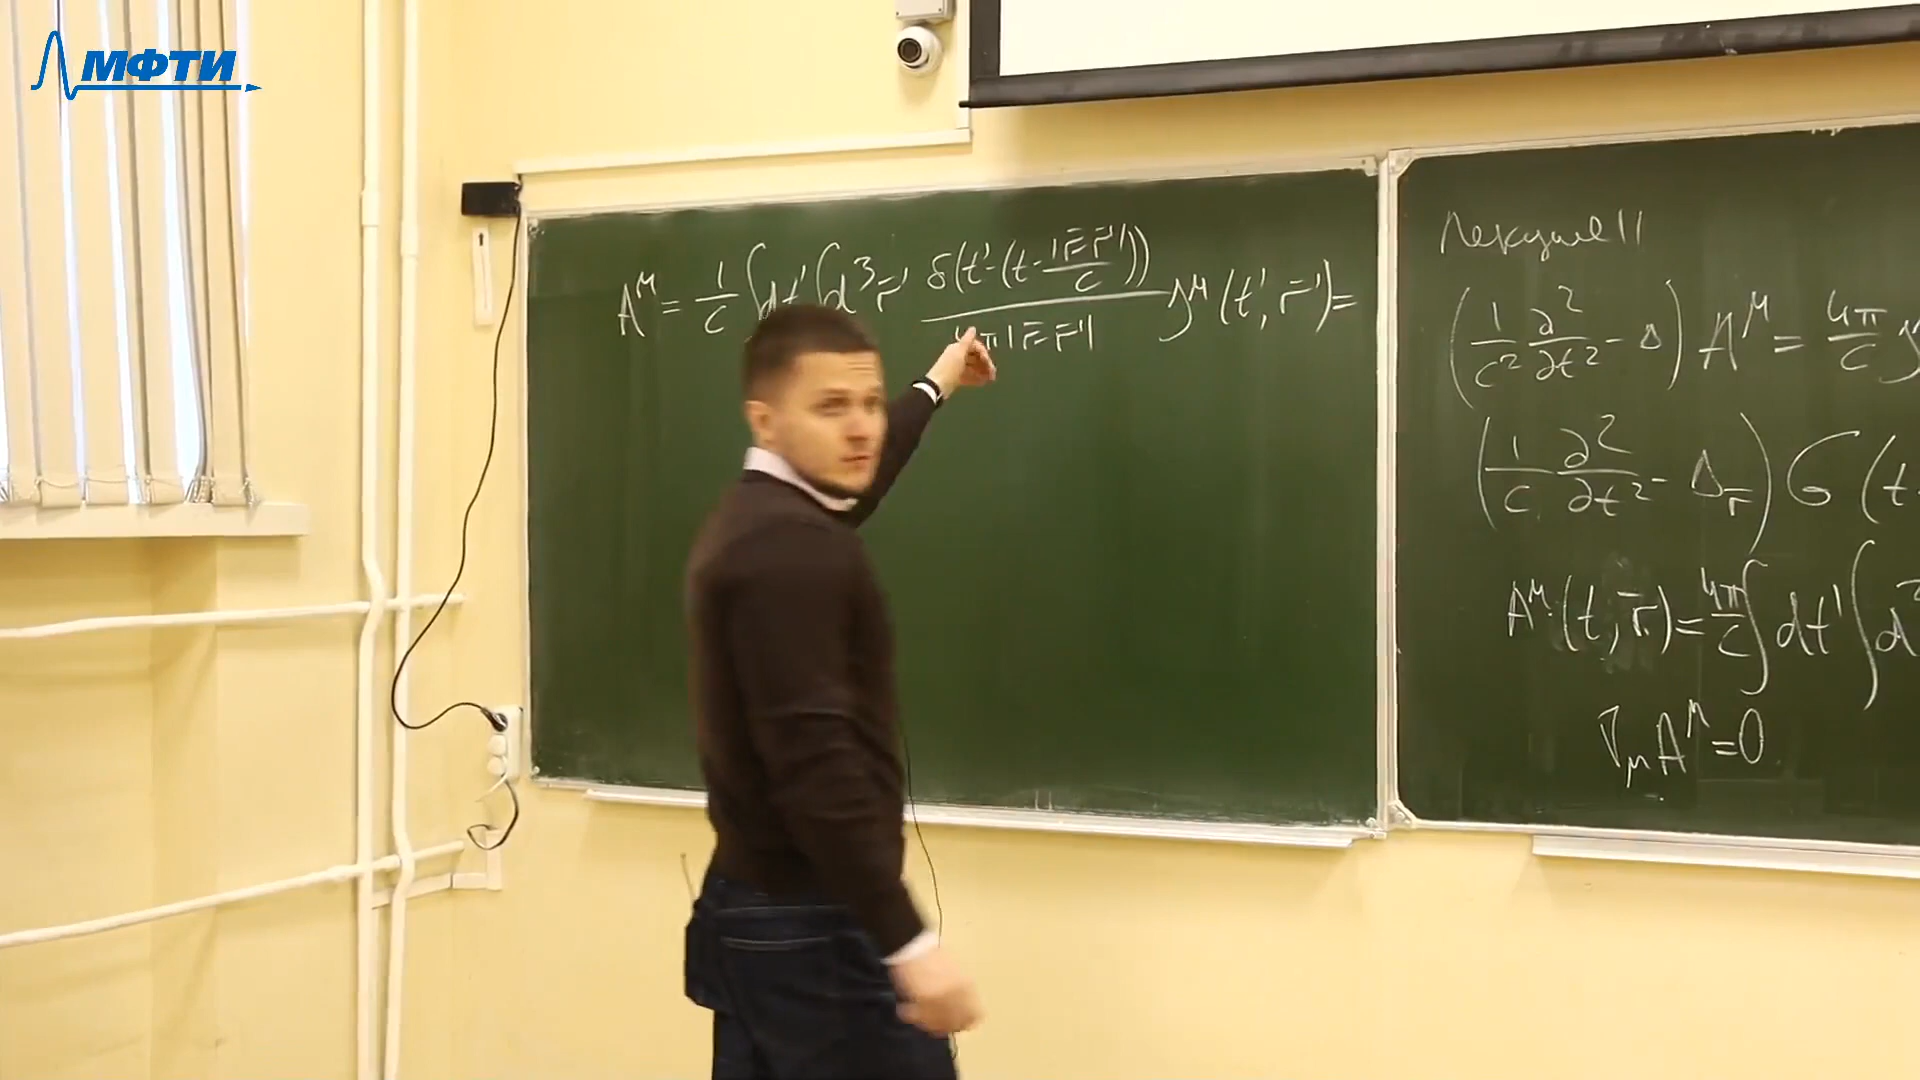 МФТИ
A^μ = 1/c ∫dt' ∫d³r̄' δ(t'-(t-|r̄-r̄'|/c)) / 4π|r̄-r̄'| j^μ(t', r̄') =
Лекция 11
(1/c² ∂²/∂t² - Δ) A^μ = 4π/c j
(1/c ∂²/∂t² - Δ_r̄) G (t-
A^μ(t, r̄) = 4π/c ∫dt' ∫d³
∇_μ A^μ = 0